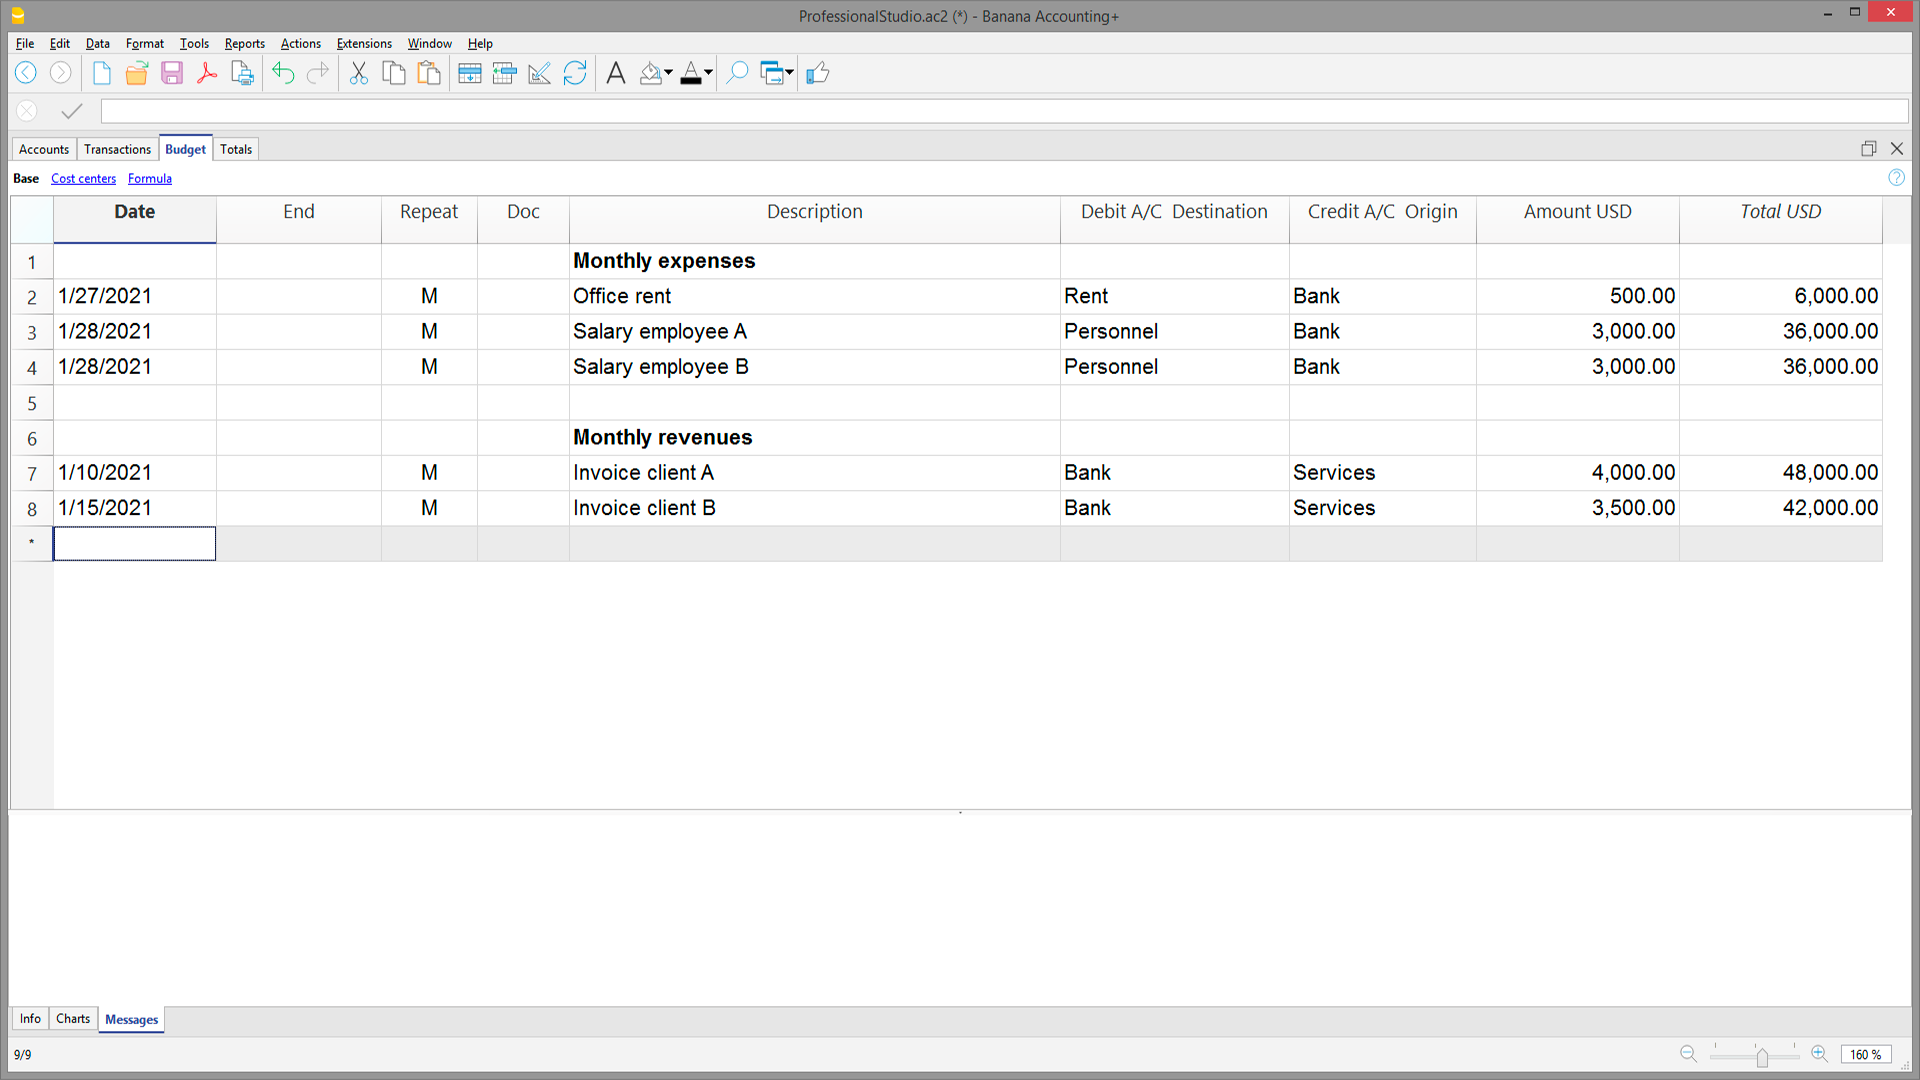 ProfessionalStudio.ac2 (*) - Banana Accounting+
File Edit Data Format Tools Reports Actions Extensions Window Help
Accounts Transactions Budget Totals
Base Cost centers Formula
Date End Repeat Doc Description Debit A/C Destination Credit A/C Origin Amount USD Total USD
1 Monthly expenses
2 1/27/2021 M Office rent Rent Bank 500.00 6,000.00
3 1/28/2021 M Salary employee A Personnel Bank 3,000.00 36,000.00
4 1/28/2021 M Salary employee B Personnel Bank 3,000.00 36,000.00
5
6 Monthly revenues
7 1/10/2021 M Invoice client A Bank Services 4,000.00 48,000.00
8 1/15/2021 M Invoice client B Bank Services 3,500.00 42,000.00
*
Info Charts Messages
9/9 160 %